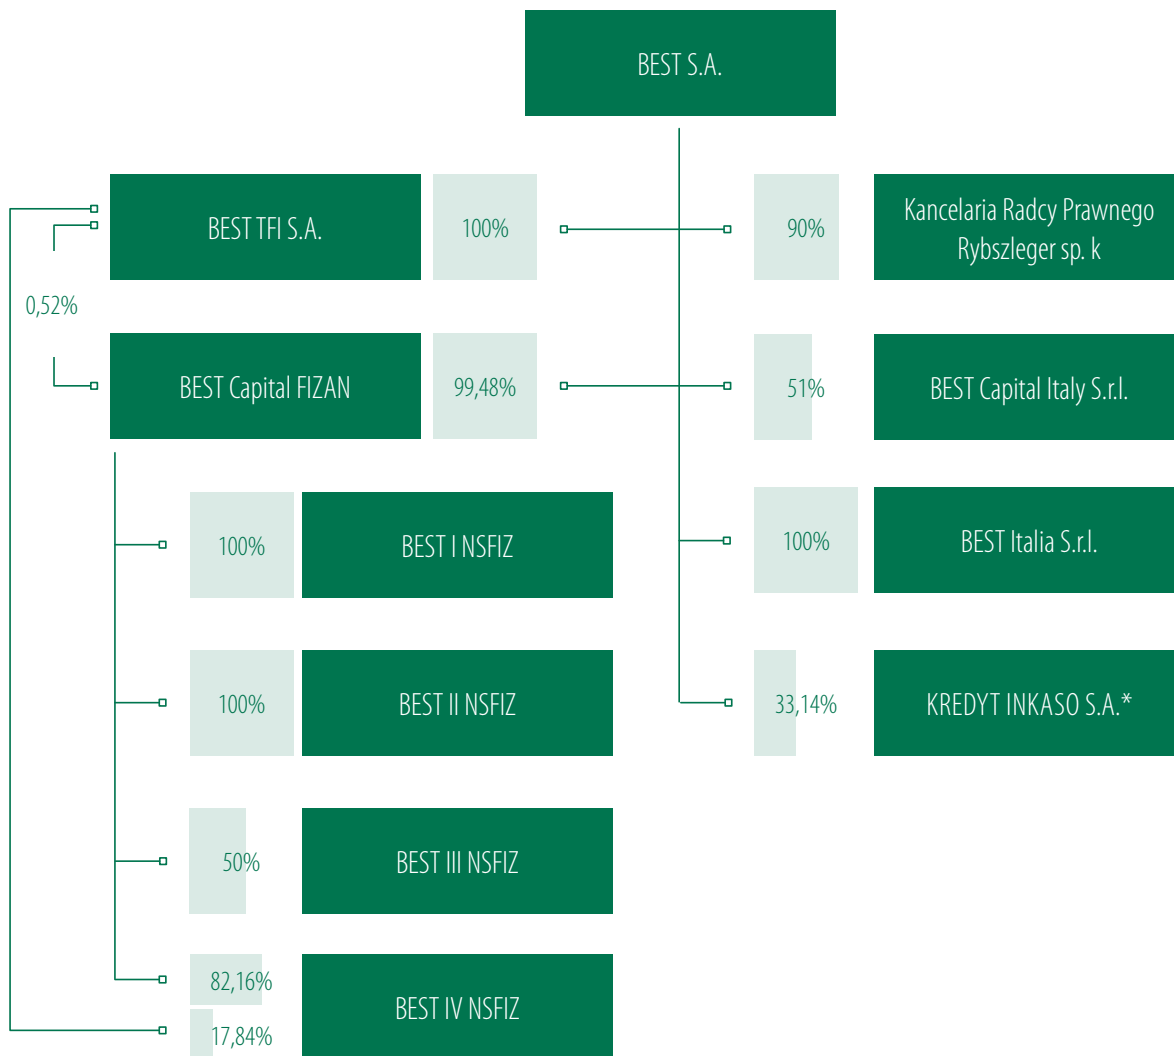 BEST S.A.
BEST TFI S.A.
100%
90%
Kancelaria Radcy Prawnego
Rybszleger sp. k
0,52%
BEST Capital FIZAN
99,48%
51%
BEST Capital Italy S.r.l.
100%
BEST I NSFIZ
100%
BEST Italia S.r.l.
100%
BEST II NSFIZ
33,14%
KREDYT INKASO S.A.*
50%
BEST III NSFIZ
82,16%
17,84%
BEST IV NSFIZ